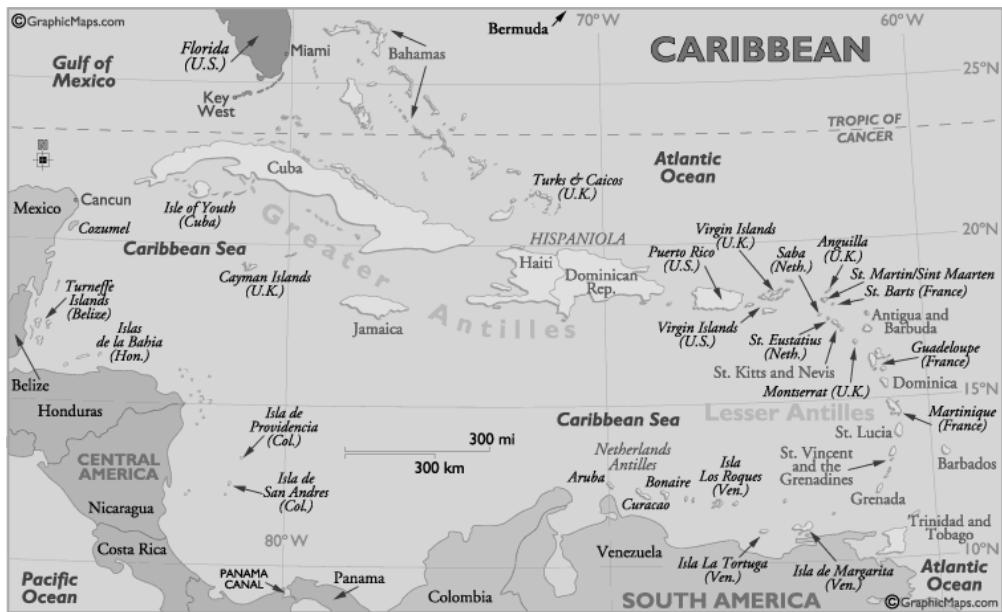 ©GraphicMaps.com
Bermuda
70°W
60°W
CARIBBEAN
Florida
(U.S.)
Miami
Bahamas
Gulf of
Mexico
25°N
Key
West
TROPIC OF
CANCER
N
Cuba
Atlantic
Ocean
Turks & Caicos
(U.K.)
Mexico
Cancun
Isle of Youth
(Cuba)
Cozumel
Greater
Antilles
20°N
Caribbean Sea
HISPANIOLA
Virgin Islands
(U.K.)
Puerto Rico
(U.S.)
Saba
(Neth.)
Anguilla
(U.K.)
Haiti
Dominican
Rep.
St. Martin/Sint Maarten
St. Barts (France)
Cayman Islands
(U.K.)
Turneffe
Islands
(Belize)
Jamaica
Virgin Islands
(U.S.)
St. Eustatius
(Neth.)
Antigua and
Barbuda
Islas
de la Bahia
(Hon.)
St. Kitts and Nevis
Guadeloupe
(France)
Belize
Montserrat (U.K.)
Dominica
15°N
Honduras
Isla de
Providencia
(Col.)
Caribbean Sea
Lesser Antilles
Martinique
(France)
300 mi
300 km
St. Lucia
CENTRAL
AMERICA
Netherlands
Antilles
Isla
Los Roques
(Ven.)
St. Vincent
and the
Grenadines
Barbados
Aruba
Bonaire
Curacao
Isla de
San Andres
(Col.)
Grenada
Nicaragua
Trinidad and
Tobago
Costa Rica
80°W
Venezuela
10°N
Isla La Tortuga
(Ven.)
Isla de Margarita
(Ven.)
Atlantic
Ocean
Pacific
Ocean
PANAMA
CANAL
Panama
Colombia
SOUTH AMERICA
©GraphicMaps.com